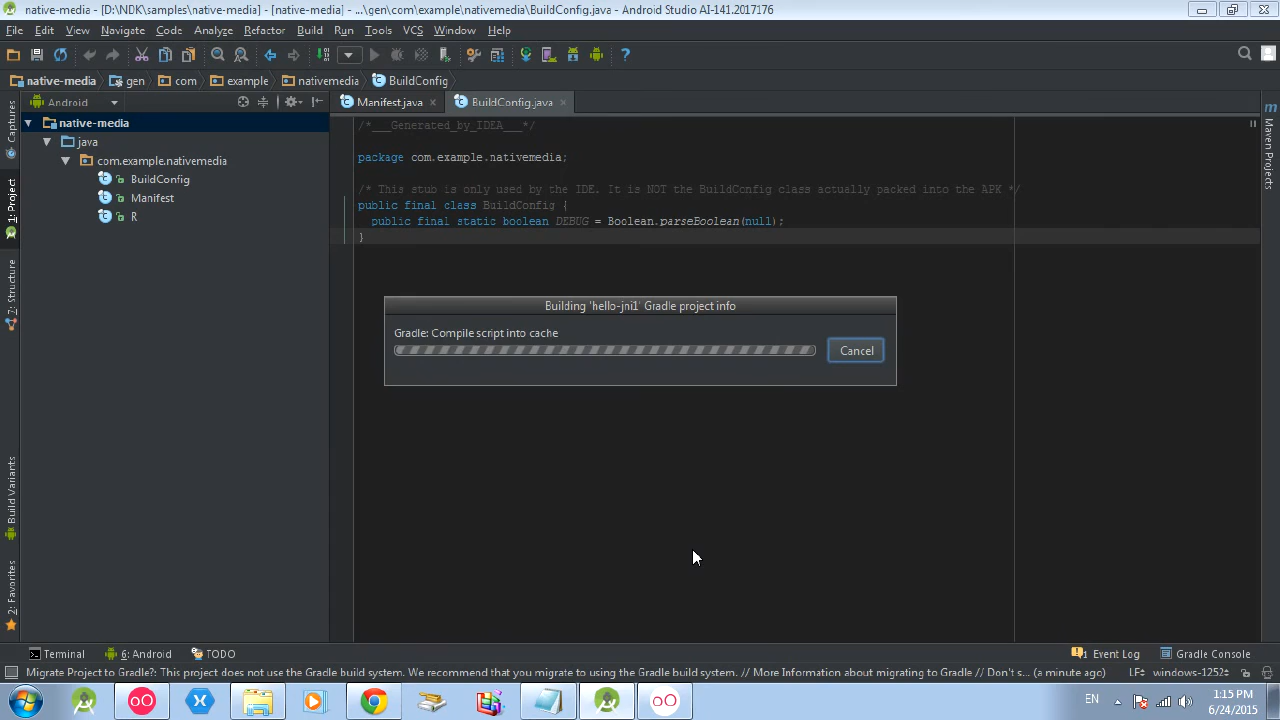 native-media - [D:\NDK\samples\native-media] - [native-media] - ...\gen\com\example\nativemedia\BuildConfig.java - Android Studio AI-141.2017176
File Edit View Navigate Code Analyze Refactor Build Run Tools VCS Window Help
native-media gen com example nativemedia BuildConfig
Android
Manifest.java BuildConfig.java
native-media
java
com.example.nativemedia
BuildConfig
Manifest
R
/*___Generated_by_IDEA___*/
package com.example.nativemedia;
/* This stub is only used by the IDE. It is NOT the BuildConfig class actually packed into the APK */
public final class BuildConfig {
public final static boolean DEBUG = Boolean.parseBoolean(null);
}
Building 'hello-jni1' Gradle project info
Gradle: Compile script into cache
Cancel
Captures
1: Project
7: Structure
Build Variants
2: Favorites
Maven Projects
Terminal 6: Android TODO
1 Event Log Gradle Console
Migrate Project to Gradle?: This project does not use the Gradle build system. We recommend that you migrate to using the Gradle build system. // More Information about migrating to Gradle // Don't s... (a minute ago)
LF÷ windows-1252÷
EN
1:15 PM
6/24/2015